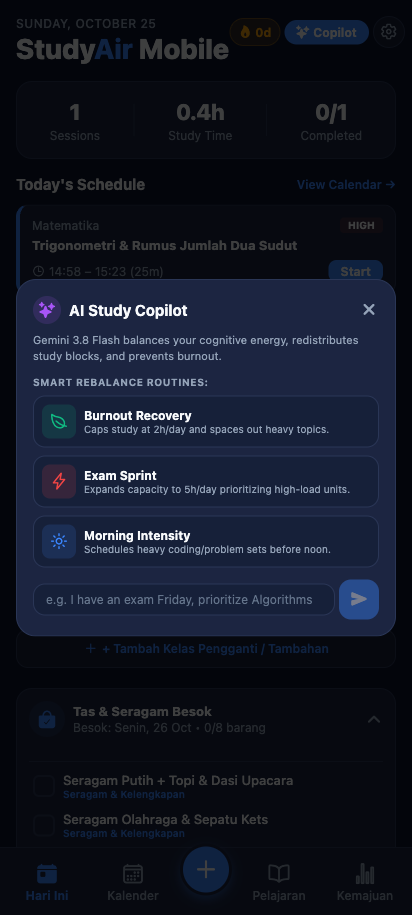 SUNDAY, OCTOBER 25
StudyAir Mobile
0d
Copilot
1
0.4h
0/1
Sessions
Study Time
Completed
Today's Schedule
View Calendar →
Matematika
HIGH
Trigonometri & Rumus Jumlah Dua Sudut
14:58 – 15:23 (25m)
Start
AI Study Copilot
Gemini 3.8 Flash balances your cognitive energy, redistributes
study blocks, and prevents burnout.
SMART REBALANCE ROUTINES:
Burnout Recovery
Caps study at 2h/day and spaces out heavy topics.
Exam Sprint
Expands capacity to 5h/day prioritizing high-load units.
Morning Intensity
Schedules heavy coding/problem sets before noon.
e.g. I have an exam Friday, prioritize Algorithms
+ Tambah Kelas Pengganti / Tambahan
Tas & Seragam Besok
Besok: Senin, 26 Oct • 0/8 barang
Seragam Putih + Topi & Dasi Upacara
Seragam & Kelengkapan
Seragam Olahraga & Sepatu Kets
Seragam & Kelengkapan
Hari Ini
Kalender
Pelajaran
Kemajuan